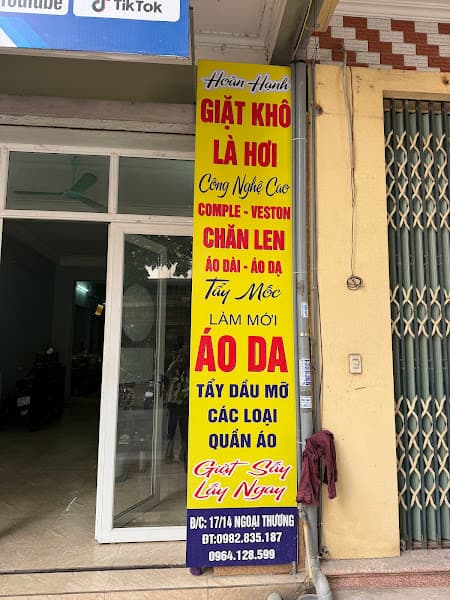 YouTube
TikTok
Hoàn Hạnh
GIẶT KHÔ
LÀ HƠI
Công Nghệ Cao
COMPLE - VESTON
CHĂN LEN
ÁO DÀI - ÁO DẠ
Tẩy Mốc
LÀM MỚI
ÁO DA
TẨY DẦU MỠ
CÁC LOẠI
QUẦN ÁO
Giặt Sấy
Lấy Ngay
Đ/C: 17/14 NGOẠI THƯƠNG
ĐT:0982.835.187
0964.128.599